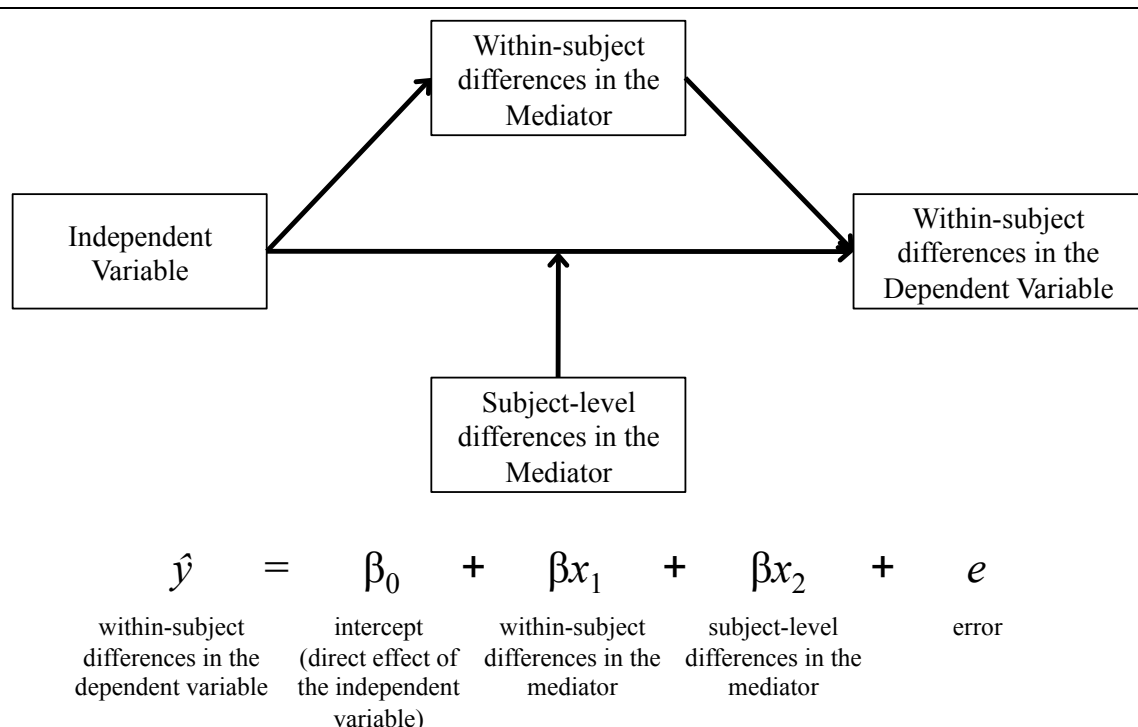 Within-subject
differences in the
Mediator
Independent
Variable
Within-subject
differences in the
Dependent Variable
Subject-level
differences in the
Mediator
ŷ = β₀ + βx₁ + βx₂ + e
within-subject
differences in the
dependent variable
intercept
(direct effect of
the independent
variable)
within-subject
differences in the
mediator
subject-level
differences in the
mediator
error